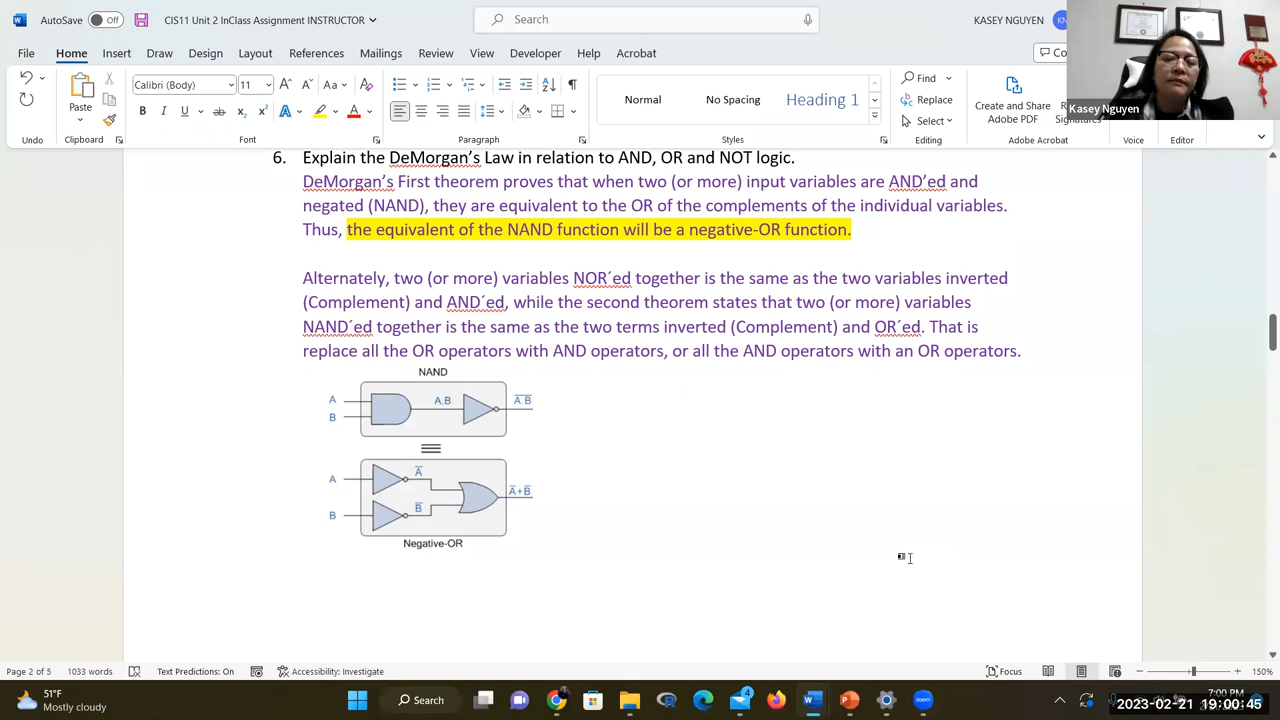 AutoSave Off CIS11 Unit 2 InClass Assignment INSTRUCTOR Search KASEY NGUYEN KN
File Home Insert Draw Design Layout References Mailings Review View Developer Help Acrobat Co
Paste Calibri (Body) 11 Aa Normal No Spacing Heading 1 Find Replace Select Create and Share Adobe PDF Signatures
Kasey Nguyen
Undo Clipboard Font Paragraph Styles Editing Adobe Acrobat Voice Editor
6. Explain the DeMorgan's Law in relation to AND, OR and NOT logic.
DeMorgan's First theorem proves that when two (or more) input variables are AND'ed and
negated (NAND), they are equivalent to the OR of the complements of the individual variables.
Thus, the equivalent of the NAND function will be a negative-OR function.
Alternately, two (or more) variables NOR´ed together is the same as the two variables inverted
(Complement) and AND´ed, while the second theorem states that two (or more) variables
NAND´ed together is the same as the two terms inverted (Complement) and OR´ed. That is
replace all the OR operators with AND operators, or all the AND operators with an OR operators.
NAND
A A.B A̅.̅B̅
B
A A̅
A̅+B̅
B B̅
Negative-OR
Page 2 of 5 1033 words Text Predictions: On Accessibility: Investigate Focus 150%
51°F
Mostly cloudy
Search
4
7:00 PM
2023-02-21 19:00:45